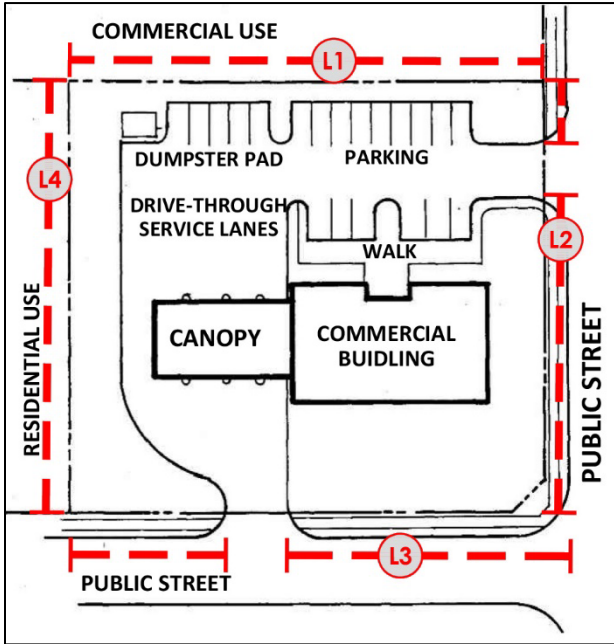 COMMERCIAL USE
L1
L4
DUMPSTER PAD
PARKING
DRIVE-THROUGH
SERVICE LANES
L2
WALK
CANOPY
COMMERCIAL
BUIDLING
RESIDENTIAL USE
PUBLIC STREET
L3
PUBLIC STREET